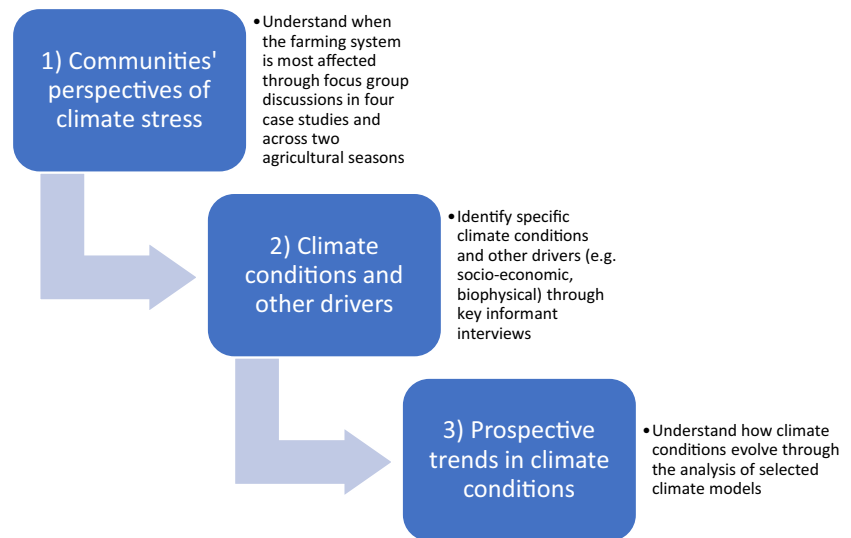 1) Communities'
perspectives of
climate stress
•Understand when
the farming system
is most affected
through focus group
discussions in four
case studies and
across two
agricultural seasons
2) Climate
conditions and
other drivers
•Identify specific
climate conditions
and other drivers (e.g.
socio-economic,
biophysical) through
key informant
interviews
3) Prospective
trends in climate
conditions
•Understand how climate
conditions evolve through
the analysis of selected
climate models